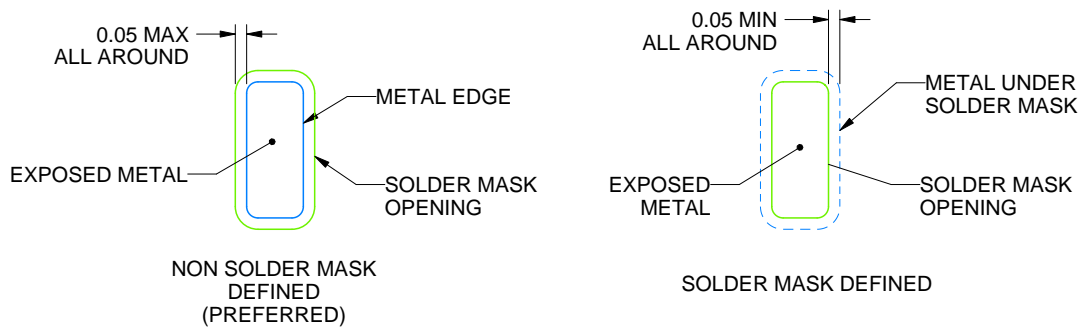 0.05 MAX
ALL AROUND
METAL EDGE
EXPOSED METAL
SOLDER MASK
OPENING
NON SOLDER MASK
DEFINED
(PREFERRED)
0.05 MIN
ALL AROUND
METAL UNDER
SOLDER MASK
EXPOSED
METAL
SOLDER MASK
OPENING
SOLDER MASK DEFINED